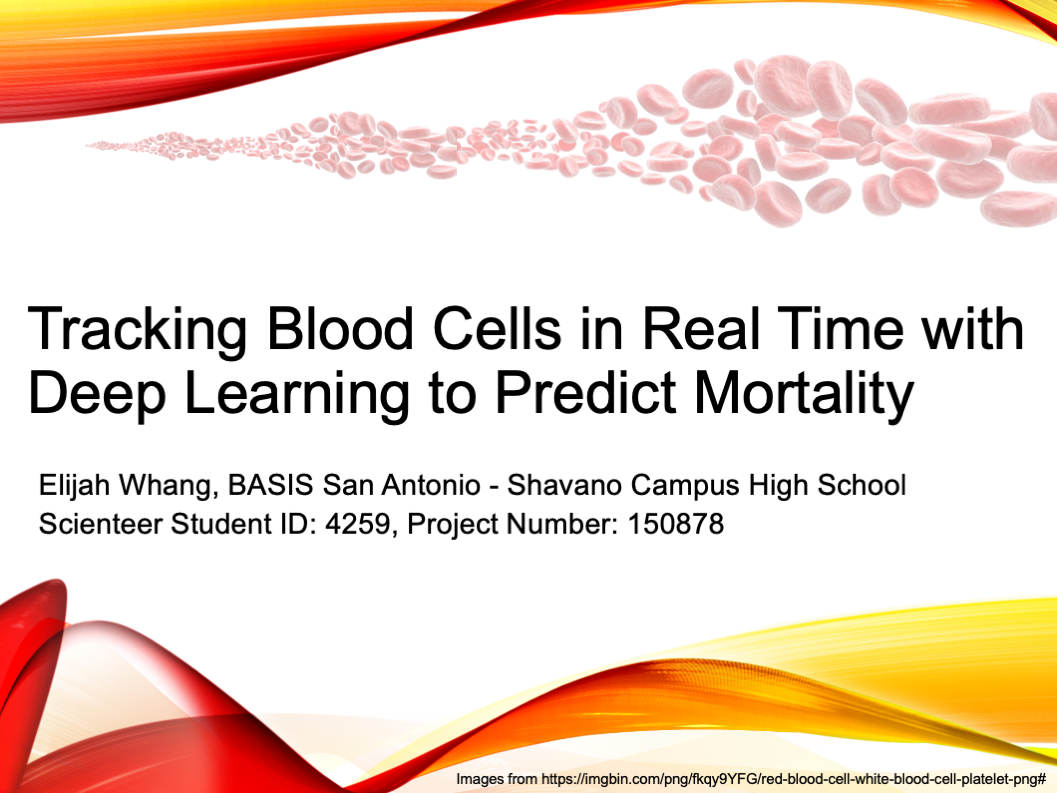 Tracking Blood Cells in Real Time with
Deep Learning to Predict Mortality
Elijah Whang, BASIS San Antonio - Shavano Campus High School
Scienteer Student ID: 4259, Project Number: 150878
Images from https://imgbin.com/png/fkqy9YFG/red-blood-cell-white-blood-cell-platelet-png#